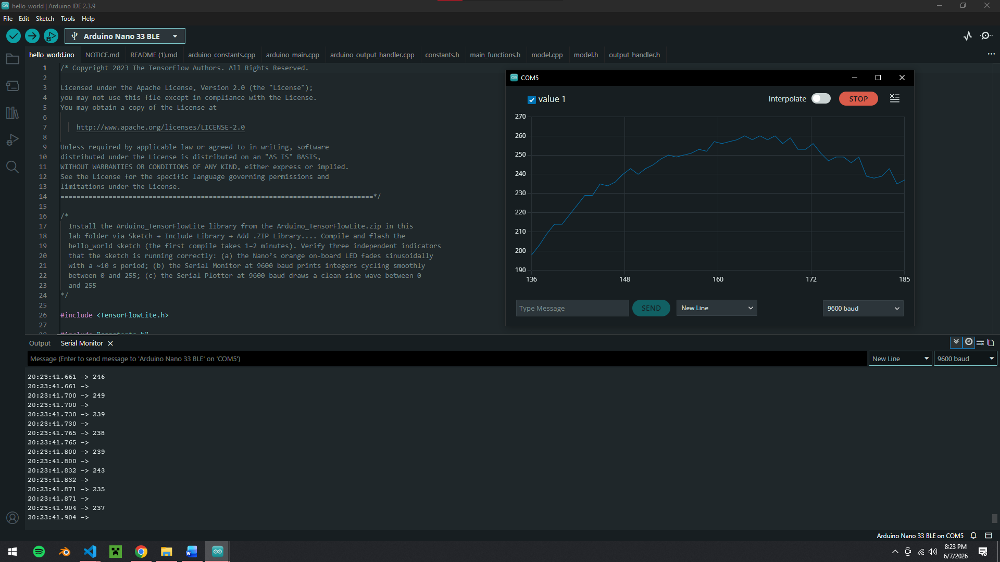 hello_world | Arduino IDE 2.3.9
File Edit Sketch Tools Help
Arduino Nano 33 BLE
hello_world.ino NOTICE.md README (1).md arduino_constants.cpp arduino_main.cpp arduino_output_handler.cpp constants.h main_functions.h model.cpp model.h output_handler.h
1 /* Copyright 2023 The TensorFlow Authors. All Rights Reserved.
2
3 Licensed under the Apache License, Version 2.0 (the "License");
4 you may not use this file except in compliance with the License.
5 You may obtain a copy of the License at
6
7 http://www.apache.org/licenses/LICENSE-2.0
8
9 Unless required by applicable law or agreed to in writing, software
10 distributed under the License is distributed on an "AS IS" BASIS,
11 WITHOUT WARRANTIES OR CONDITIONS OF ANY KIND, either express or implied.
12 See the License for the specific language governing permissions and
13 limitations under the License.
14 ==============================================================================*/
15
16 /*
17 Install the Arduino_TensorFlowLite library from the Arduino_TensorFlowLite.zip in this
18 lab folder via Sketch → Include Library → Add .ZIP Library.... Compile and flash the
19 hello_world sketch (the first compile takes 1–2 minutes). Verify three independent indicators
20 that the sketch is running correctly: (a) the Nano’s orange on-board LED fades sinusoidally
21 with a ~10 s period; (b) the Serial Monitor at 9600 baud prints integers cycling smoothly
22 between 0 and 255; (c) the Serial Plotter at 9600 baud draws a clean sine wave between 0
23 and 255
24 */
25
26 #include <TensorFlowLite.h>
27
28 #include "constants.h"
COM5
value 1
Interpolate
STOP
270
260
250
240
230
220
210
200
190
136 148 160 172 185
Type Message
SEND
New Line
9600 baud
Output Serial Monitor
Message (Enter to send message to 'Arduino Nano 33 BLE' on 'COM5')
New Line
9600 baud
20:23:41.661 -> 246
20:23:41.661 ->
20:23:41.700 -> 249
20:23:41.700 ->
20:23:41.730 -> 239
20:23:41.730 ->
20:23:41.765 -> 238
20:23:41.765 ->
20:23:41.800 -> 239
20:23:41.800 ->
20:23:41.832 -> 243
20:23:41.832 ->
20:23:41.871 -> 235
20:23:41.871 ->
20:23:41.904 -> 237
20:23:41.904 ->
Arduino Nano 33 BLE on COM5
8:23 PM
6/7/2026